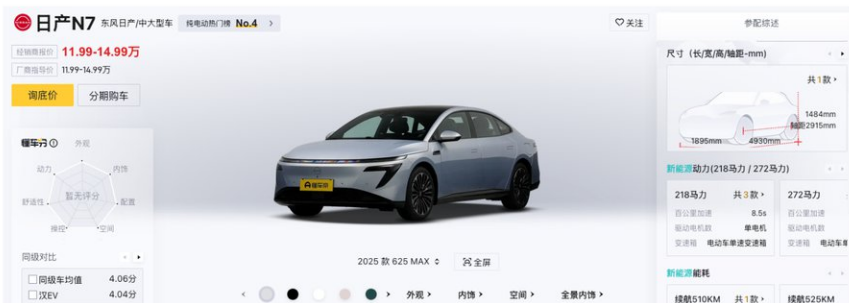 日产N7 东风日产/中大型车 纯电动热门榜 No.4 >
♡关注
经销商报价 11.99-14.99万
厂商指导价 11.99-14.99万
询底价 分期购车
懂车分
外观
动力 内饰
暂无评分
舒适性 配置
操控 空间
同级对比
同级车均值 4.06分
汉EV 4.04分
懂车帝
2025 款 625 MAX 全屏
外观 > 内饰 > 空间 > 全景内饰 >
参配综述
尺寸 (长/宽/高/轴距-mm)
共1款
1484mm
轴距2915mm
1895mm 4930mm
新能源动力(218马力 / 272马力)
218马力 共3款 272马力
百公里加速 8.5s 百公里加速
驱动电机数 单电机 驱动电机数
变速箱 电动车单速变速箱 变速箱 电动车单
新能源能耗
续航510KM 共1款 续航525KM